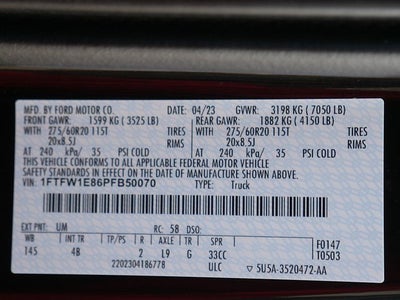 MFD. BY FORD MOTOR CO. DATE: 04/23 GVWR: 3198 KG ( 7050 LB)
FRONT GAWR: 1599 KG ( 3525 LB) REAR GAWR: 1882 KG ( 4150 LB)
WITH 275/60R20 115T TIRES WITH 275/60R20 115T TIRES
20x8.5J RIMS 20x8.5J RIMS
AT 240 kPa/ 35 PSI COLD AT 240 kPa/ 35 PSI COLD
THIS VEHICLE CONFORMS TO ALL APPLICABLE FEDERAL MOTOR VEHICLE
SAFETY STANDARDS IN EFFECT ON THE DATE OF MANUFACTURE SHOWN ABOVE.
VIN: 1FTFW1E86PFB50070 TYPE: Truck
EXT PNT: UM RC: 58 DSO: F0147
WB INT TR TP/PS R AXLE TR SPR T0503
145 4B 2 L9 G 33CC
2202304186778 ULC 5U5A-3520472-AA